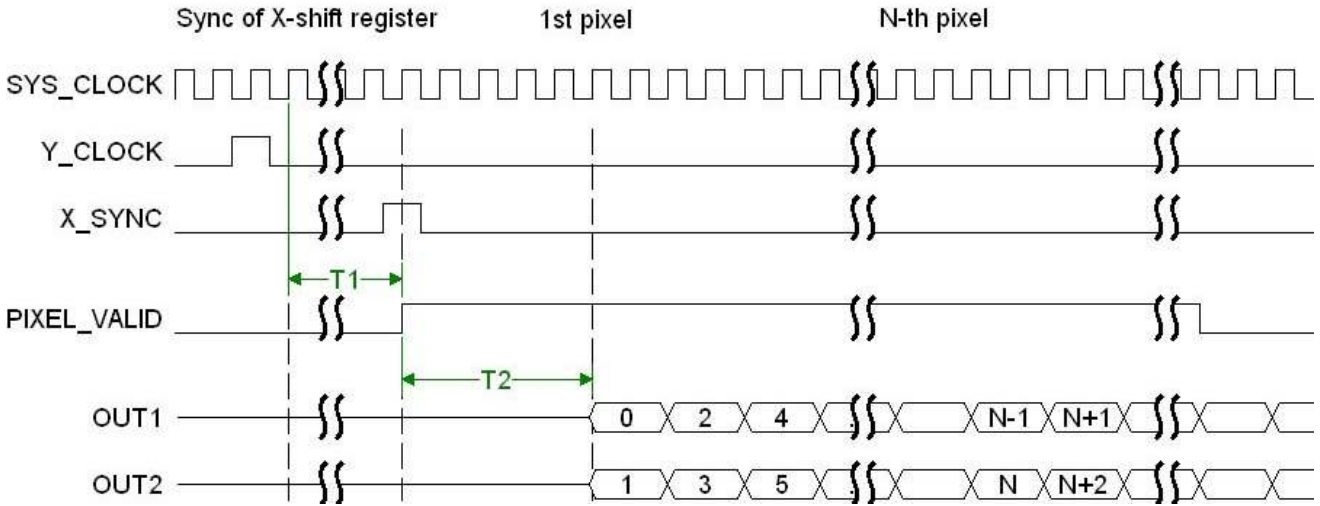 Sync of X-shift register 1st pixel N-th pixel
SYS_CLOCK
Y_CLOCK
X_SYNC
T1
PIXEL_VALID
T2
OUT1 0 2 4 N-1 N+1
OUT2 1 3 5 N N+2